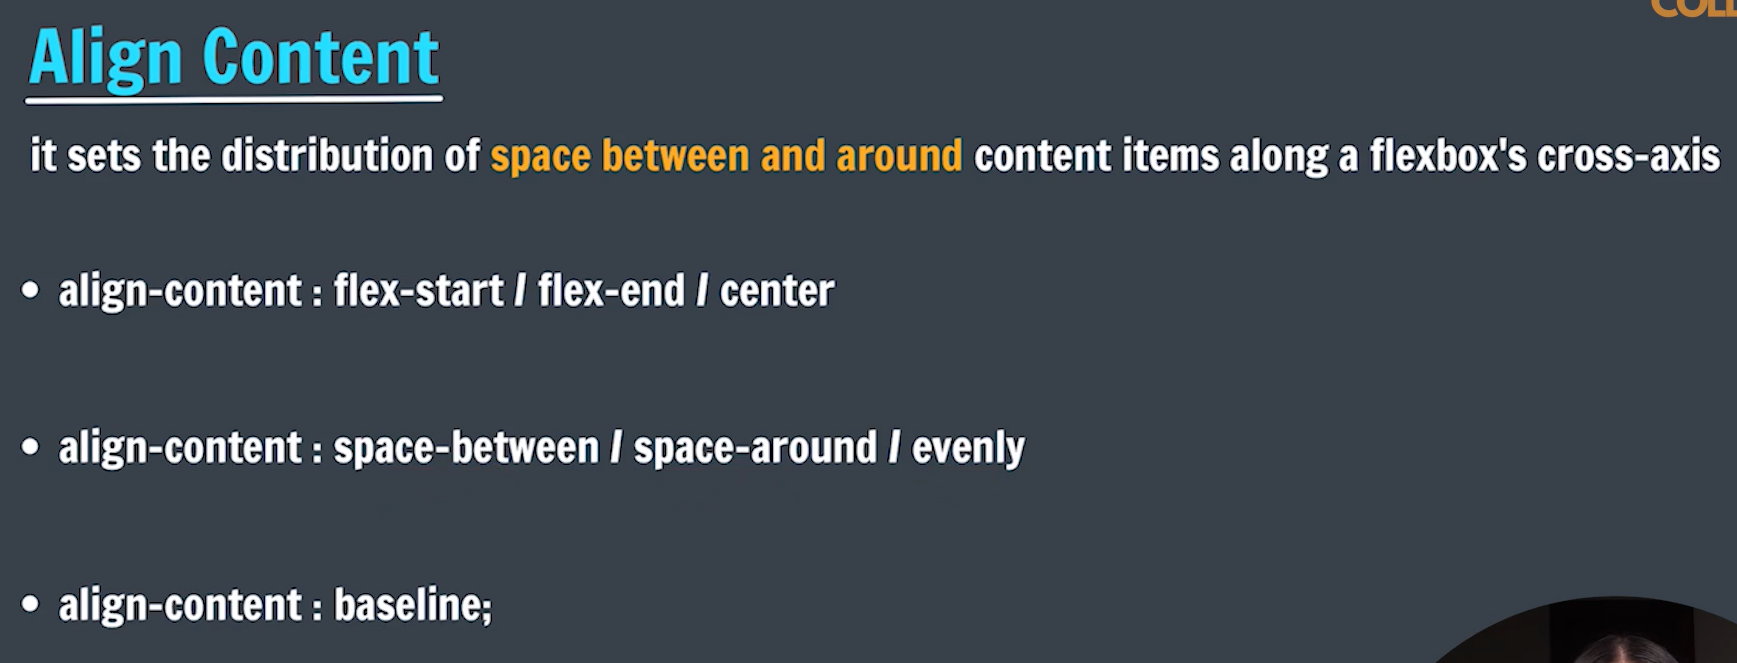 Align Content
it sets the distribution of space between and around content items along a flexbox's cross-axis
• align-content : flex-start / flex-end / center
• align-content : space-between / space-around / evenly
• align-content : baseline;